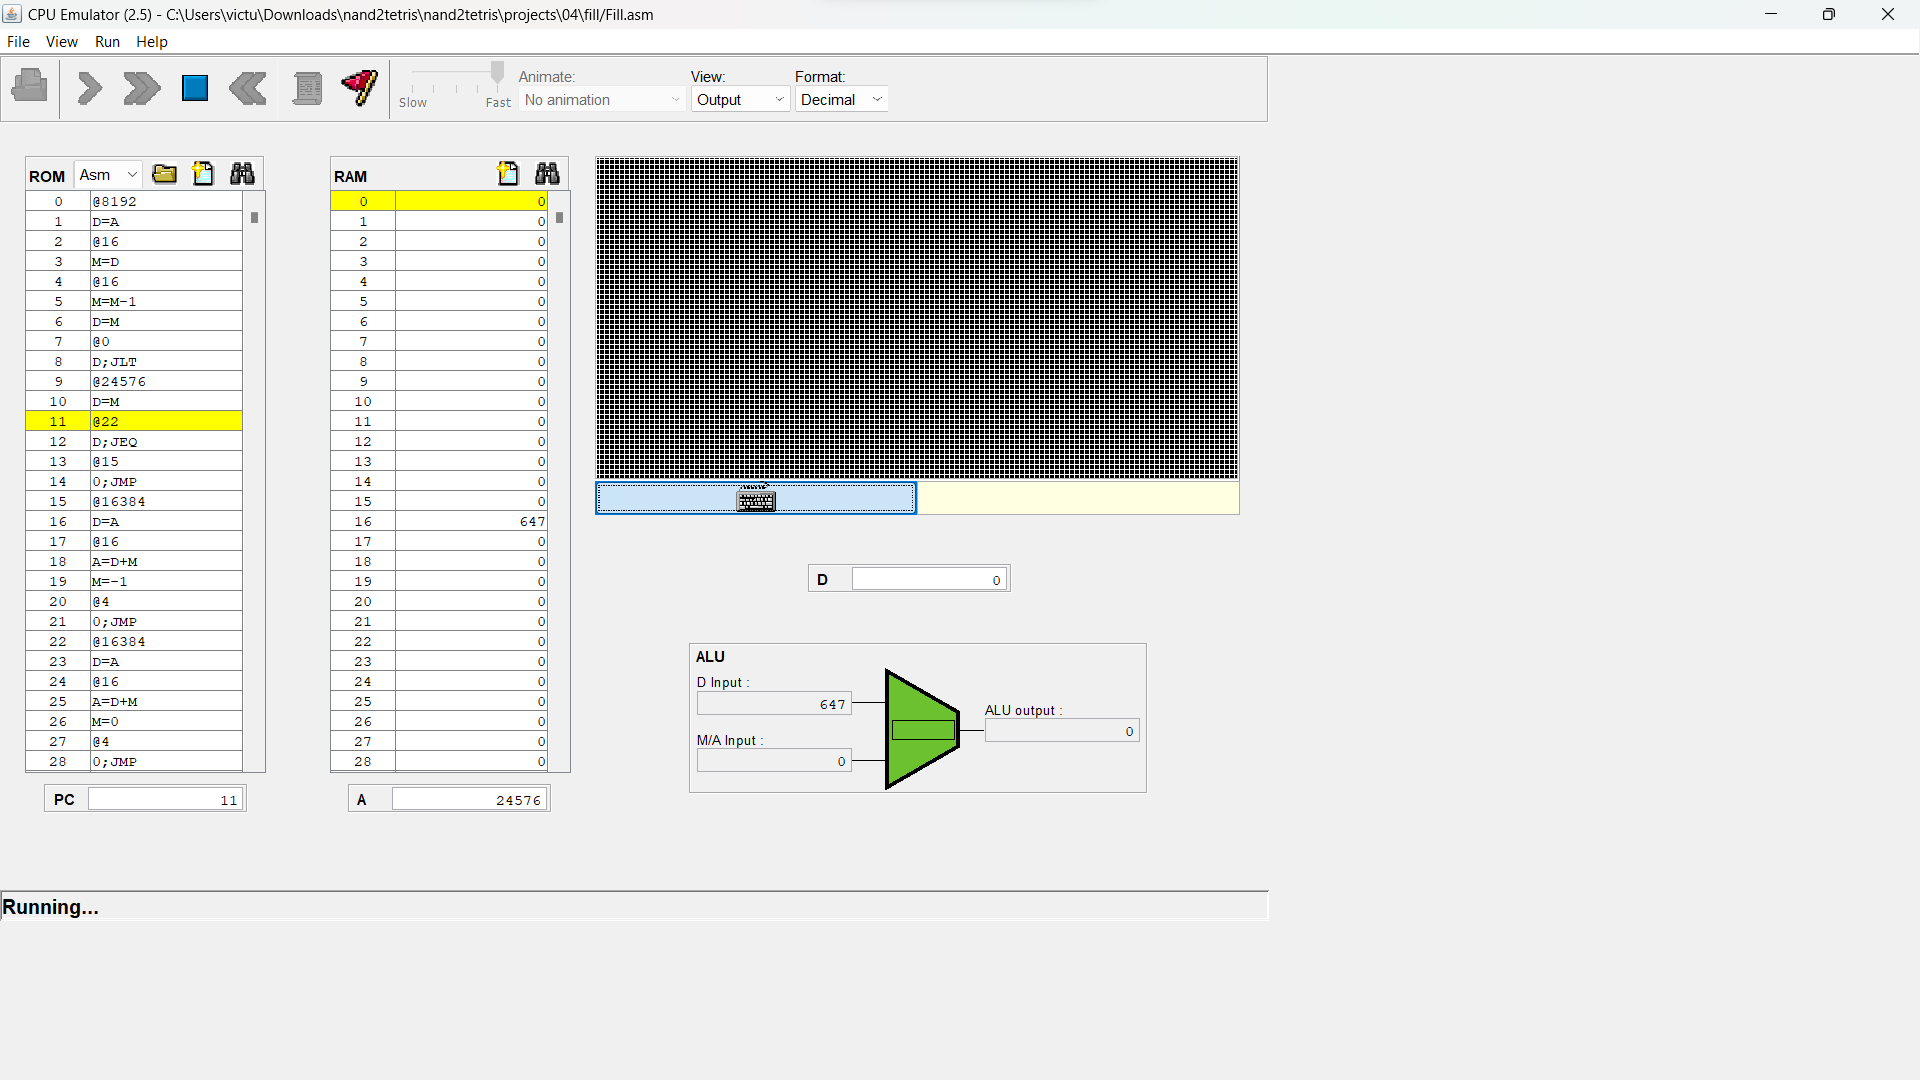 CPU Emulator (2.5) - C:\Users\victu\Downloads\nand2tetris\nand2tetris\projects\04\fill/Fill.asm
File View Run Help
Slow Fast
Animate:
No animation
View:
Output
Format:
Decimal
ROM Asm
0 @8192
1 D=A
2 @16
3 M=D
4 @16
5 M=M-1
6 D=M
7 @0
8 D;JLT
9 @24576
10 D=M
11 @22
12 D;JEQ
13 @15
14 0;JMP
15 @16384
16 D=A
17 @16
18 A=D+M
19 M=-1
20 @4
21 0;JMP
22 @16384
23 D=A
24 @16
25 A=D+M
26 M=0
27 @4
28 0;JMP
PC 11
RAM
0 0
1 0
2 0
3 0
4 0
5 0
6 0
7 0
8 0
9 0
10 0
11 0
12 0
13 0
14 0
15 0
16 647
17 0
18 0
19 0
20 0
21 0
22 0
23 0
24 0
25 0
26 0
27 0
28 0
A 24576
D 0
ALU
D Input :
647
M/A Input :
0
ALU output :
0
Running...